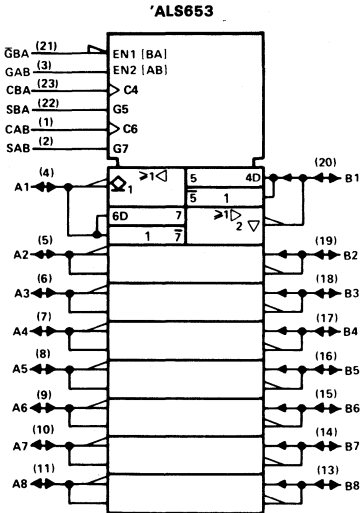 'ALS653
G̅BA (21) EN1 [BA]
GAB (3) EN2 [AB]
CBA (23) C4
SBA (22) G5
CAB (1) C6
SAB (2) G7
A1 (4) 1 ≥1 5 4D (20) B1
5̅ 1
6D 7 ≥1
1 7̅ 2
A2 (5) (19) B2
A3 (6) (18) B3
A4 (7) (17) B4
A5 (8) (16) B5
A6 (9) (15) B6
A7 (10) (14) B7
A8 (11) (13) B8